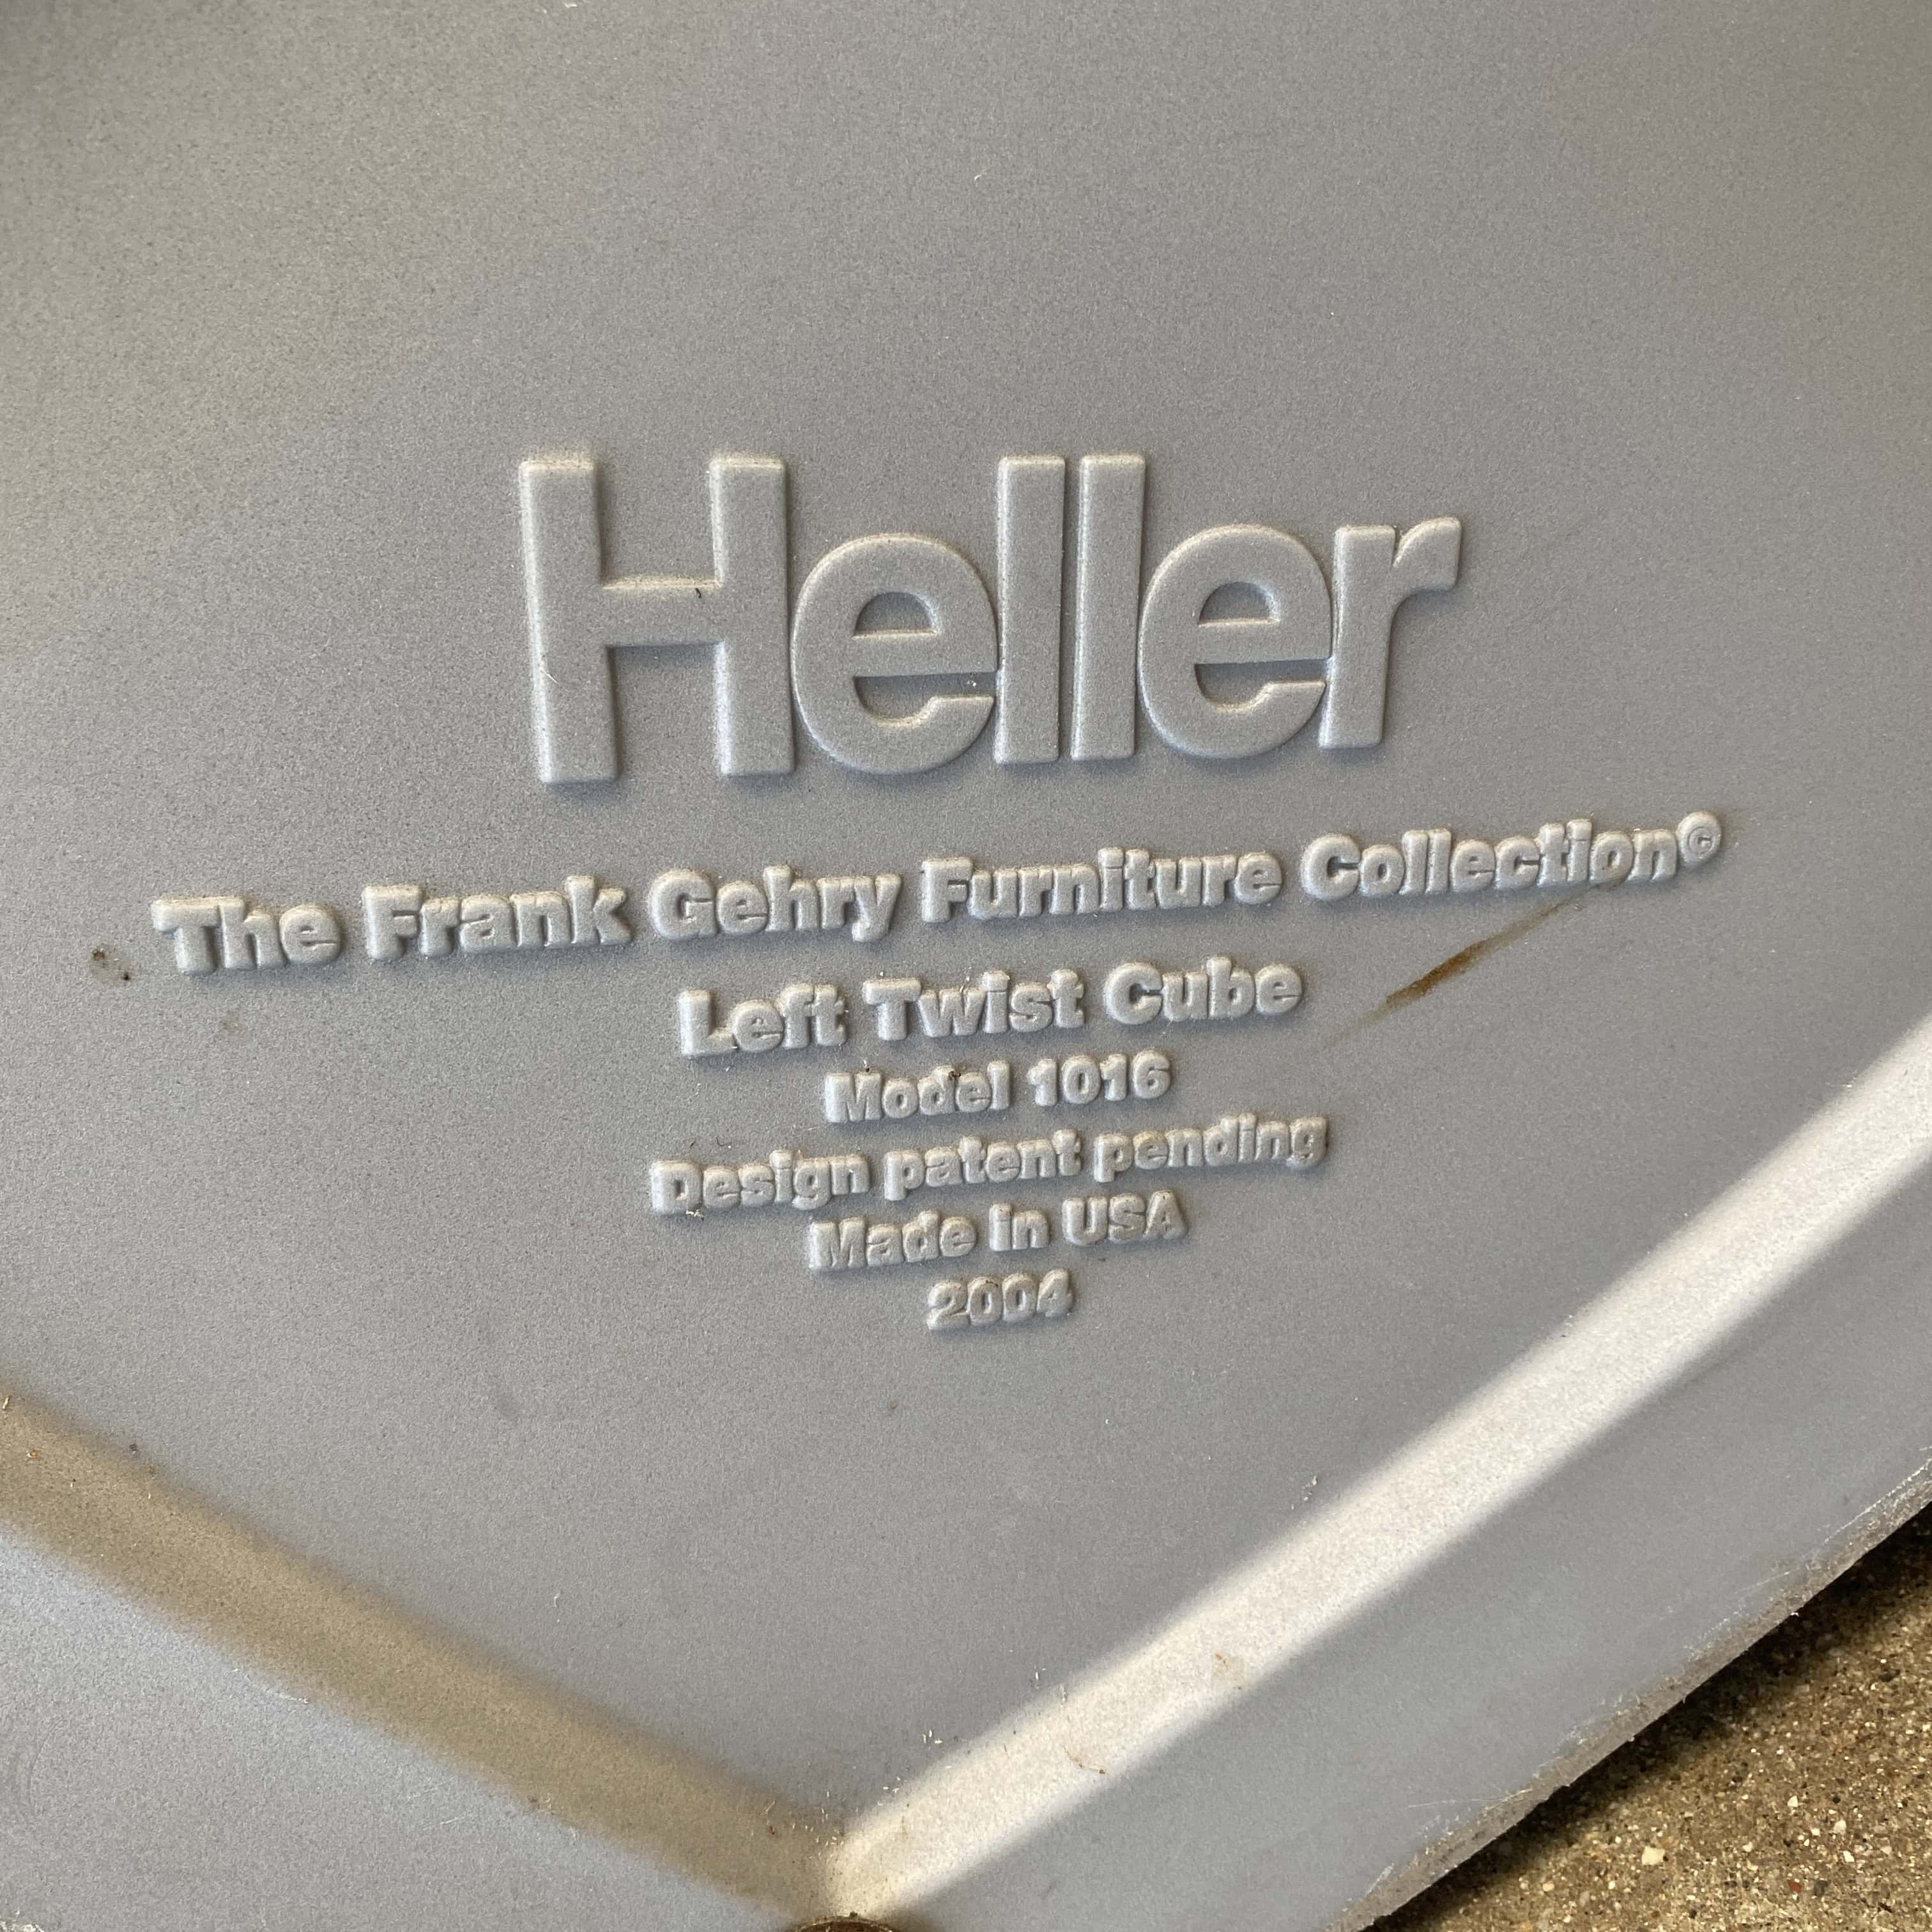 Heller
The Frank Gehry Furniture Collection©
Left Twist Cube
Model 1016
Design patent pending
Made in USA
2004